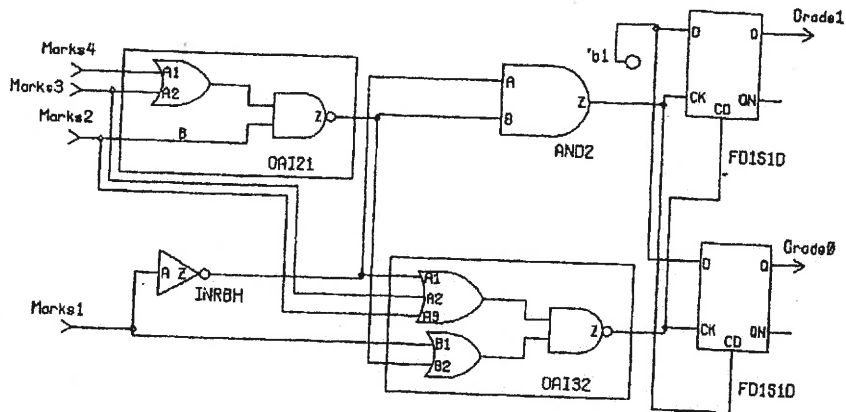 Marks4
Marks3
Marks2
A1
A2
B
Z
OAI21
A
B
Z
AND2
'b1
D
Q
CK
QN
CD
Grade1
FD1S1D
Marks1
A Z
INRBH
A1
A2
A3
B1
B2
Z
OAI32
D
Q
CK
QN
CD
Grade0
FD1S1D